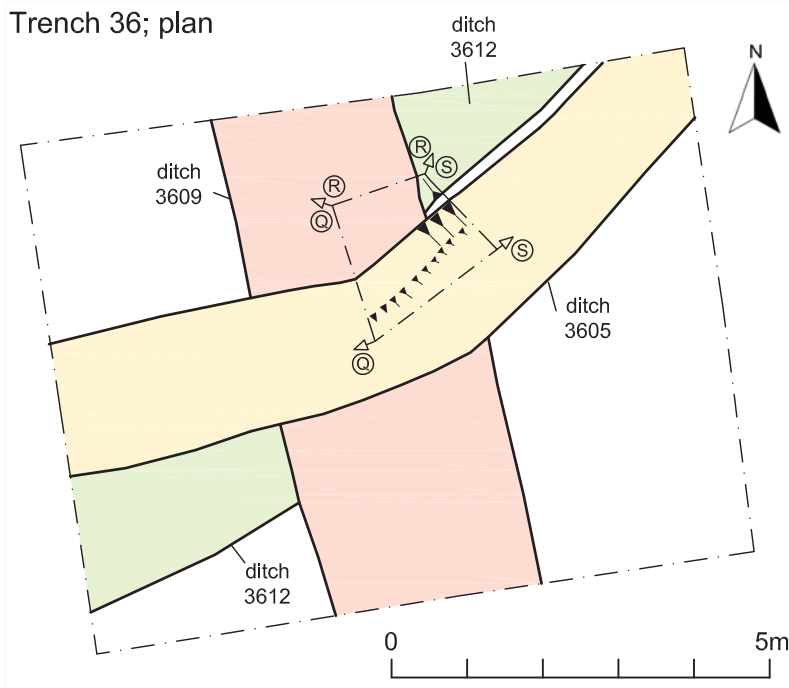 Trench 36; plan
ditch
3612
N
ditch
3609
R
S
R
Q
S
ditch
3605
Q
ditch
3612
0
5m